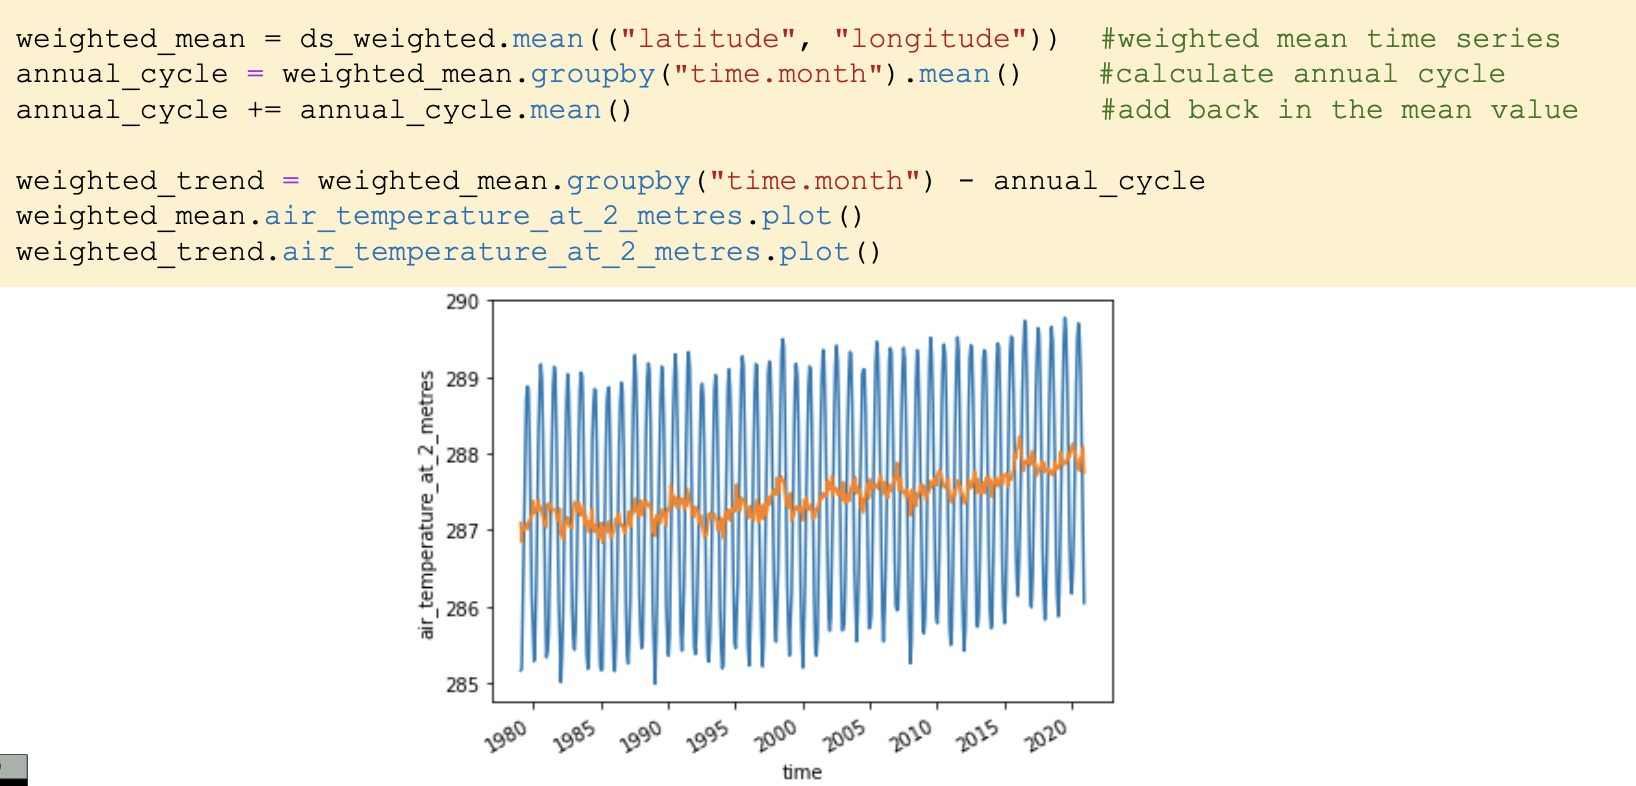 weighted_mean = ds_weighted.mean(("latitude", "longitude")) #weighted mean time series
annual_cycle = weighted_mean.groupby("time.month").mean() #calculate annual cycle
annual_cycle += annual_cycle.mean() #add back in the mean value
weighted_trend = weighted_mean.groupby("time.month") - annual_cycle
weighted_mean.air_temperature_at_2_metres.plot()
weighted_trend.air_temperature_at_2_metres.plot()
290
289
288
287
286
285
air_temperature_at_2_metres
1980 1985 1990 1995 2000 2005 2010 2015 2020
time